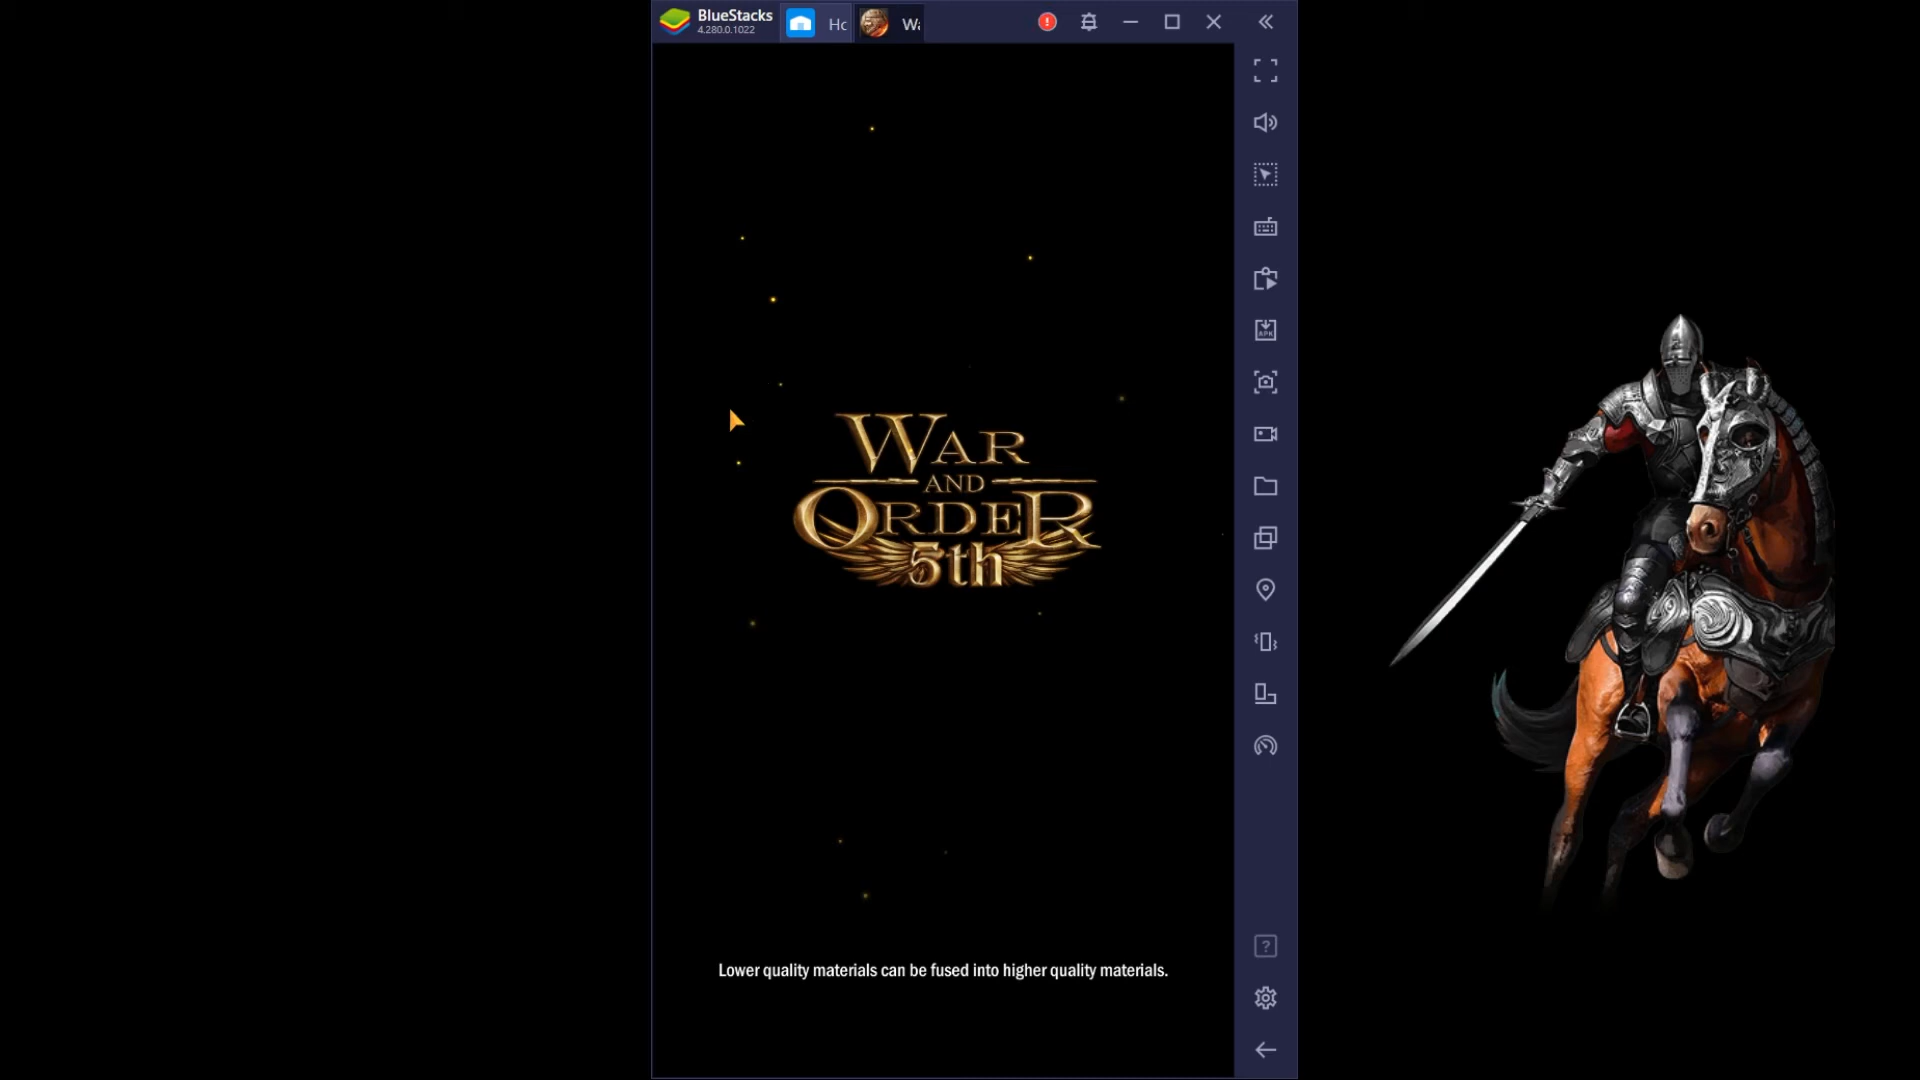 BlueStacks
4.280.0.1022
WAR
AND
ORDER
5th
Lower quality materials can be fused into higher quality materials.